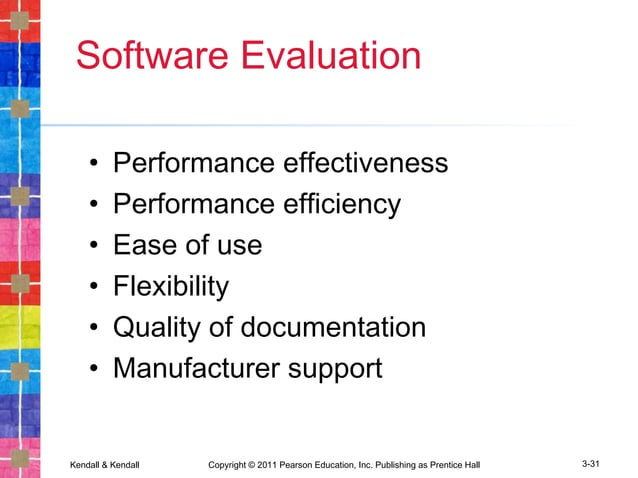 Software Evaluation
• Performance effectiveness
• Performance efficiency
• Ease of use
• Flexibility
• Quality of documentation
• Manufacturer support
Kendall & Kendall
Copyright © 2011 Pearson Education, Inc. Publishing as Prentice Hall
3-31